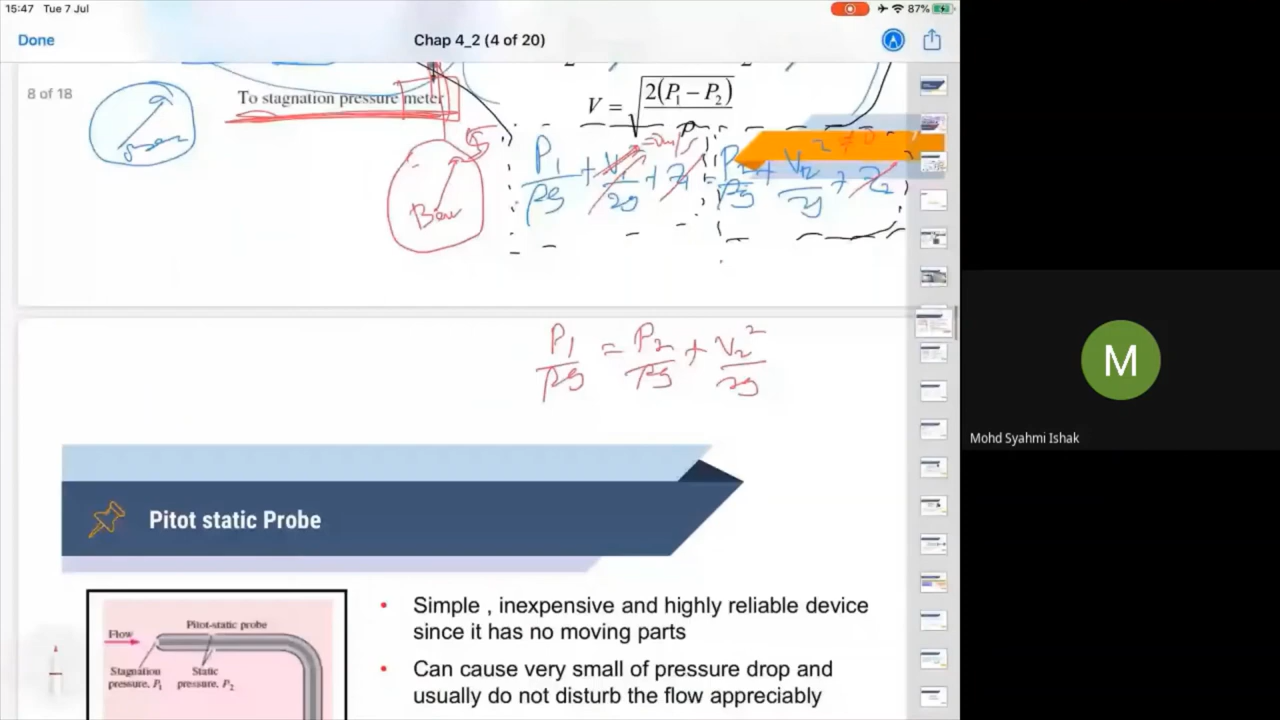 15:47 Tue 7 Jul
87%
Done
Chap 4_2 (4 of 20)
8 of 18
To stagnation pressure meter
V = √(2(P₁ − P₂)/ρ)
P₁/ρg + V₁²/2g + Z₁ = P₂/ρg + V₂²/2g + Z₂
P₁/ρg = P₂/ρg + V₂²/2g
Pitot static Probe
Flow
Pitot-static probe
Stagnation
pressure, P₁
Static
pressure, P₂
• Simple , inexpensive and highly reliable device
since it has no moving parts
• Can cause very small of pressure drop and
usually do not disturb the flow appreciably
M
Mohd Syahmi Ishak